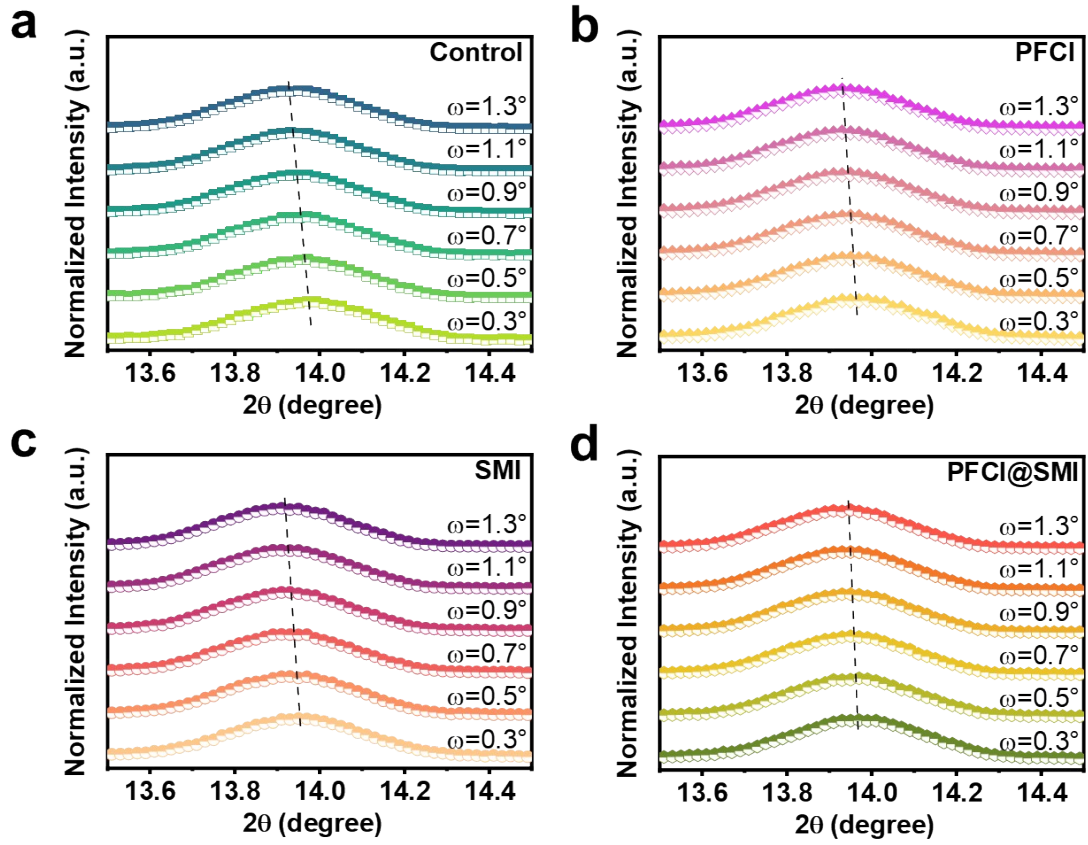 a
Control
Normalized Intensity (a.u.)
ω=1.3°
ω=1.1°
ω=0.9°
ω=0.7°
ω=0.5°
ω=0.3°
13.6 13.8 14.0 14.2 14.4
2θ (degree)
b
PFCl
Normalized Intensity (a.u.)
ω=1.3°
ω=1.1°
ω=0.9°
ω=0.7°
ω=0.5°
ω=0.3°
13.6 13.8 14.0 14.2 14.4
2θ (degree)
c
SMI
Normalized Intensity (a.u.)
ω=1.3°
ω=1.1°
ω=0.9°
ω=0.7°
ω=0.5°
ω=0.3°
13.6 13.8 14.0 14.2 14.4
2θ (degree)
d
PFCl@SMI
Normalized Intensity (a.u.)
ω=1.3°
ω=1.1°
ω=0.9°
ω=0.7°
ω=0.5°
ω=0.3°
13.6 13.8 14.0 14.2 14.4
2θ (degree)